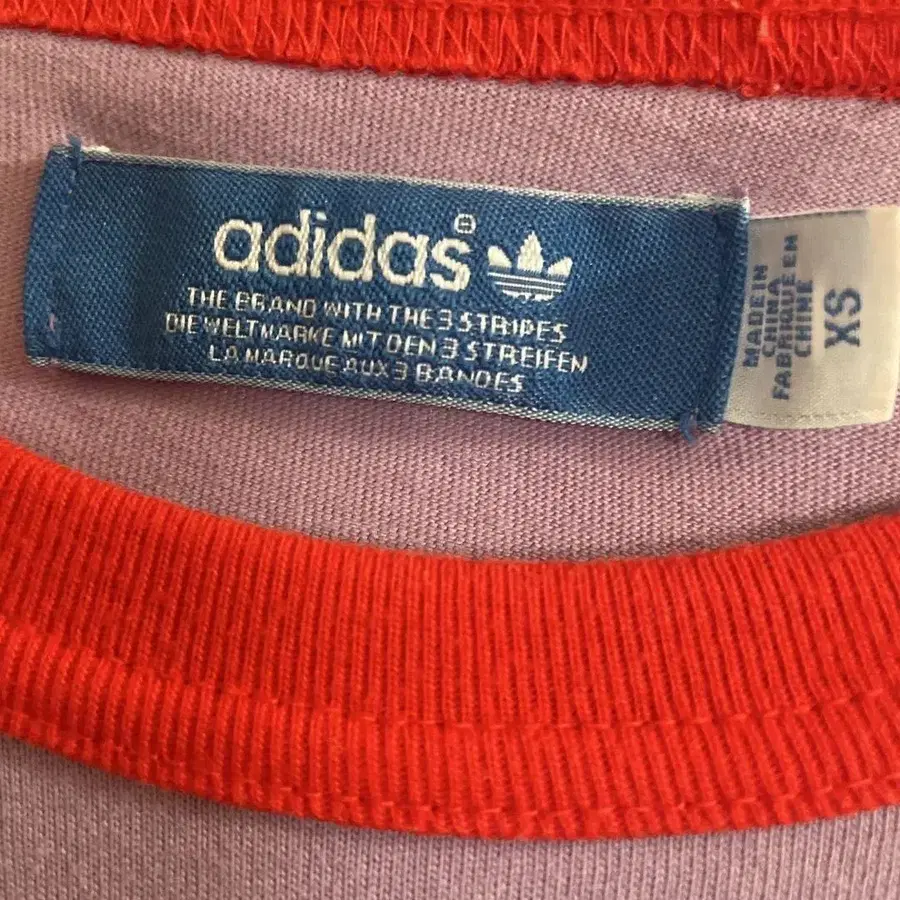 adidas®
THE BRAND WITH THE 3 STRIPES
DIE WELTMARKE MIT DEN 3 STREIFEN
LA MARQUE AUX 3 BANDES
MADE IN
CHINA
FABRIQUÉ EN
CHINE
XS